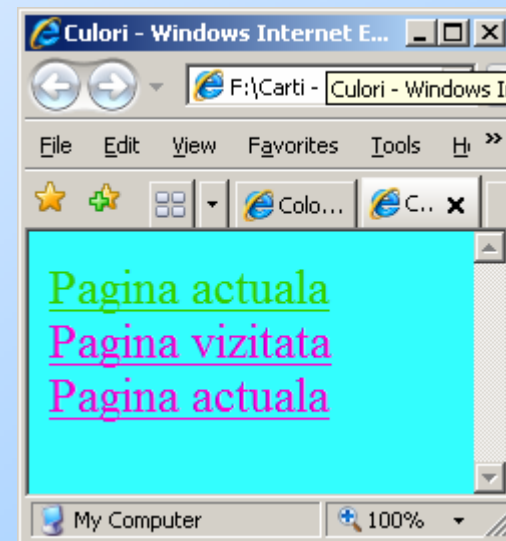 Culori - Windows Internet E...
F:\Carti - Culori - Windows I
File Edit View Favorites Tools H »
Colo... C..
Pagina actuala
Pagina vizitata
Pagina actuala
My Computer 100%